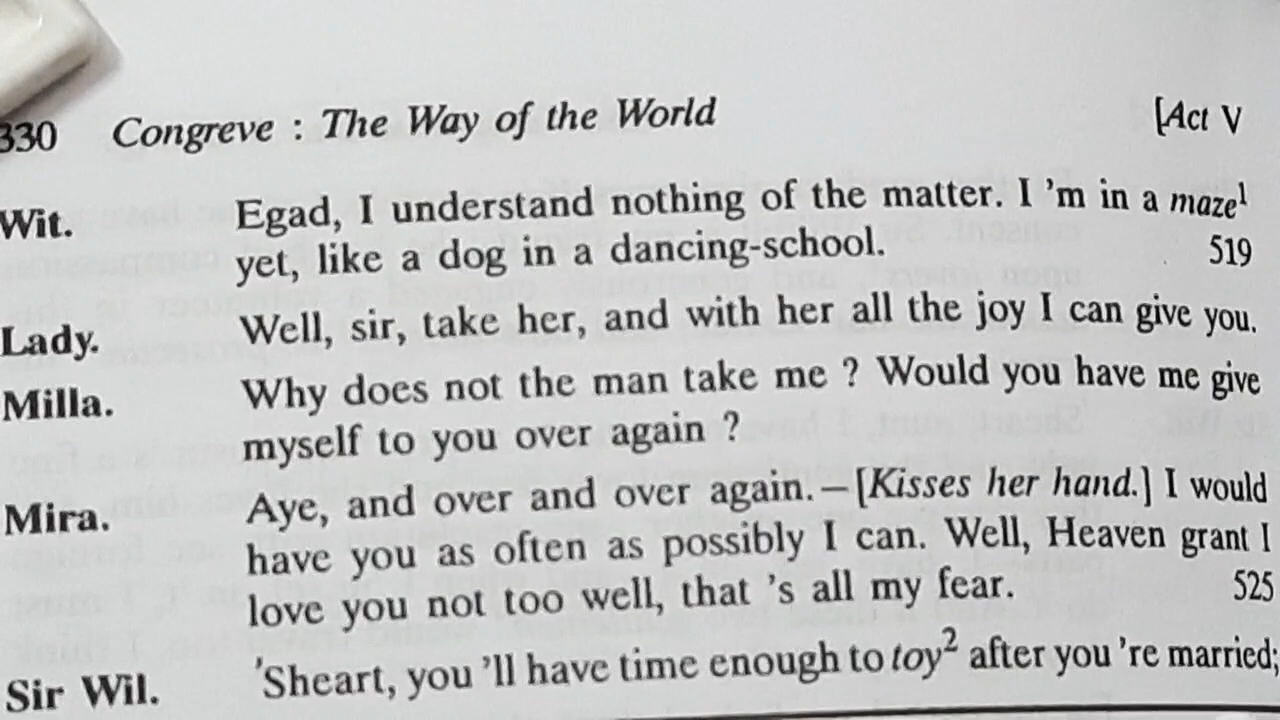 330 Congreve : The Way of the World [Act V
Wit. Egad, I understand nothing of the matter. I 'm in a maze¹
yet, like a dog in a dancing-school. 519
Lady. Well, sir, take her, and with her all the joy I can give you.
Milla. Why does not the man take me ? Would you have me give
myself to you over again ?
Mira. Aye, and over and over again.—[Kisses her hand.] I would
have you as often as possibly I can. Well, Heaven grant I
love you not too well, that 's all my fear. 525
Sir Wil. 'Sheart, you 'll have time enough to toy² after you 're married;